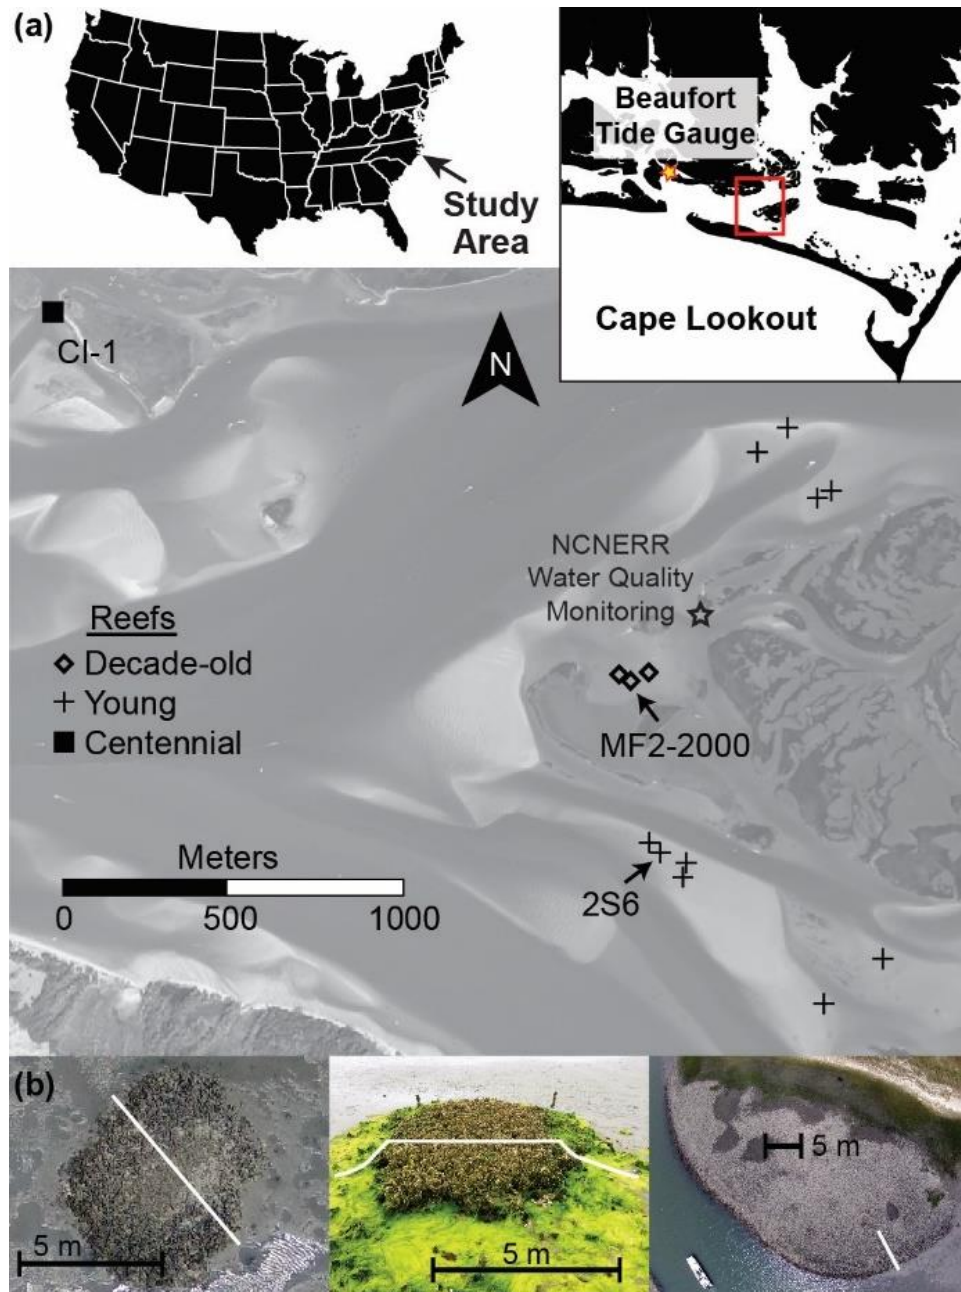 (a)
Study
Area
Beaufort
Tide Gauge
Cape Lookout
CI-1
N
NCNERR
Water Quality
Monitoring
Reefs
Decade-old
Young
Centennial
MF2-2000
Meters
0 500 1000
2S6
(b)
5 m
5 m
5 m